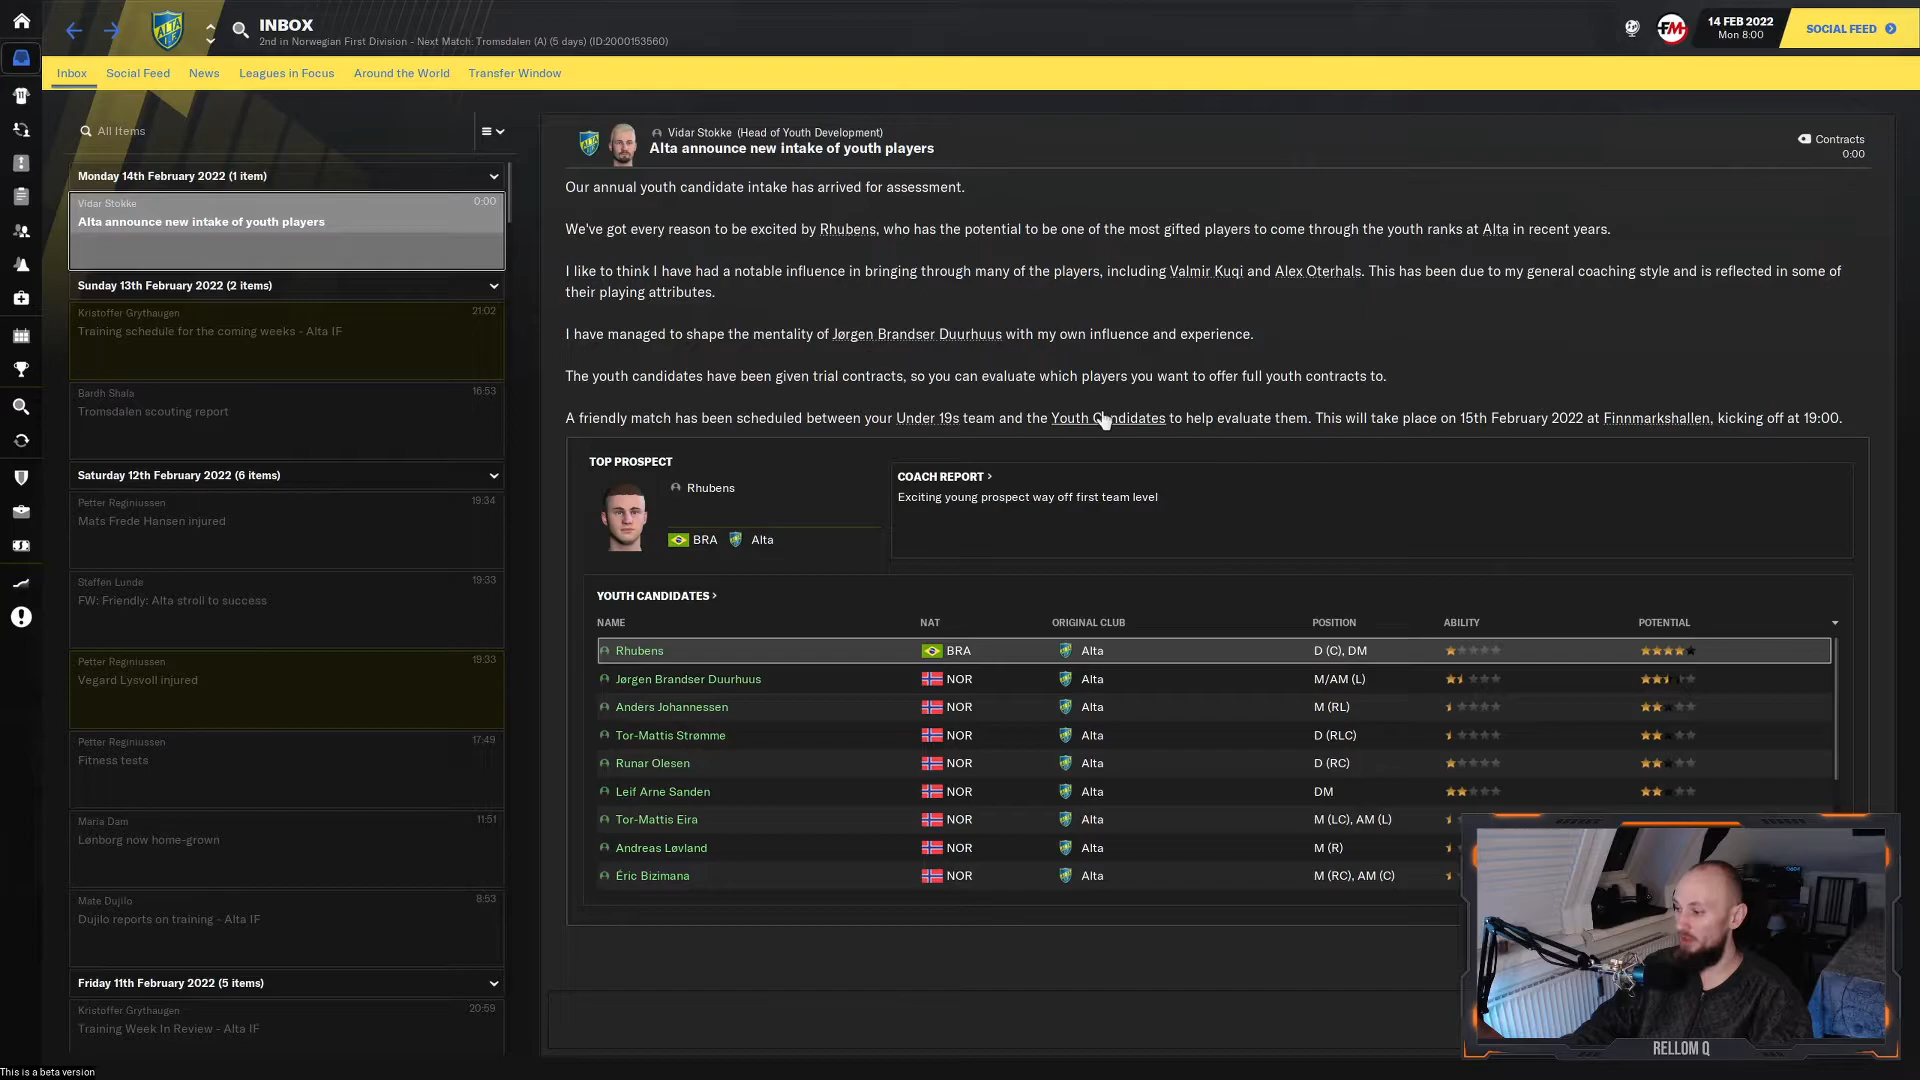 INBOX
2nd in Norwegian First Division - Next Match: Tromsdalen (A) (5 days) (ID:2000153560)
14 FEB 2022
Mon 8:00
SOCIAL FEED
Inbox
Social Feed
News
Leagues in Focus
Around the World
Transfer Window
All Items
Monday 14th February 2022 (1 item)
Vidar Stokke
0:00
Alta announce new intake of youth players
Sunday 13th February 2022 (2 items)
Kristoffer Grythaugen
21:02
Training schedule for the coming weeks - Alta IF
Bardh Shala
16:53
Tromsdalen scouting report
Saturday 12th February 2022 (6 items)
Petter Reginiussen
19:34
Mats Frede Hansen injured
Steffen Lunde
19:33
FW: Friendly: Alta stroll to success
Petter Reginiussen
19:33
Vegard Lysvoll injured
Petter Reginiussen
17:49
Fitness tests
Maria Dam
11:51
Lønborg now home-grown
Mate Dujilo
8:53
Dujilo reports on training - Alta IF
Friday 11th February 2022 (5 items)
Kristoffer Grythaugen
20:59
Training Week In Review - Alta IF
This is a beta version
Vidar Stokke (Head of Youth Development)
Alta announce new intake of youth players
Contracts
0:00
Our annual youth candidate intake has arrived for assessment.
We've got every reason to be excited by Rhubens, who has the potential to be one of the most gifted players to come through the youth ranks at Alta in recent years.
I like to think I have had a notable influence in bringing through many of the players, including Valmir Kuqi and Alex Oterhals. This has been due to my general coaching style and is reflected in some of
their playing attributes.
I have managed to shape the mentality of Jørgen Brandser Duurhuus with my own influence and experience.
The youth candidates have been given trial contracts, so you can evaluate which players you want to offer full youth contracts to.
A friendly match has been scheduled between your Under 19s team and the Youth Candidates to help evaluate them. This will take place on 15th February 2022 at Finnmarkshallen, kicking off at 19:00.
TOP PROSPECT
Rhubens
BRA Alta
COACH REPORT >
Exciting young prospect way off first team level
YOUTH CANDIDATES >
NAME NAT ORIGINAL CLUB POSITION ABILITY POTENTIAL
Rhubens BRA Alta D (C), DM
Jørgen Brandser Duurhuus NOR Alta M/AM (L)
Anders Johannessen NOR Alta M (RL)
Tor-Mattis Strømme NOR Alta D (RLC)
Runar Olesen NOR Alta D (RC)
Leif Arne Sanden NOR Alta DM
Tor-Mattis Eira NOR Alta M (LC), AM (L)
Andreas Løvland NOR Alta M (R)
Éric Bizimana NOR Alta M (RC), AM (C)
RELLOM Q